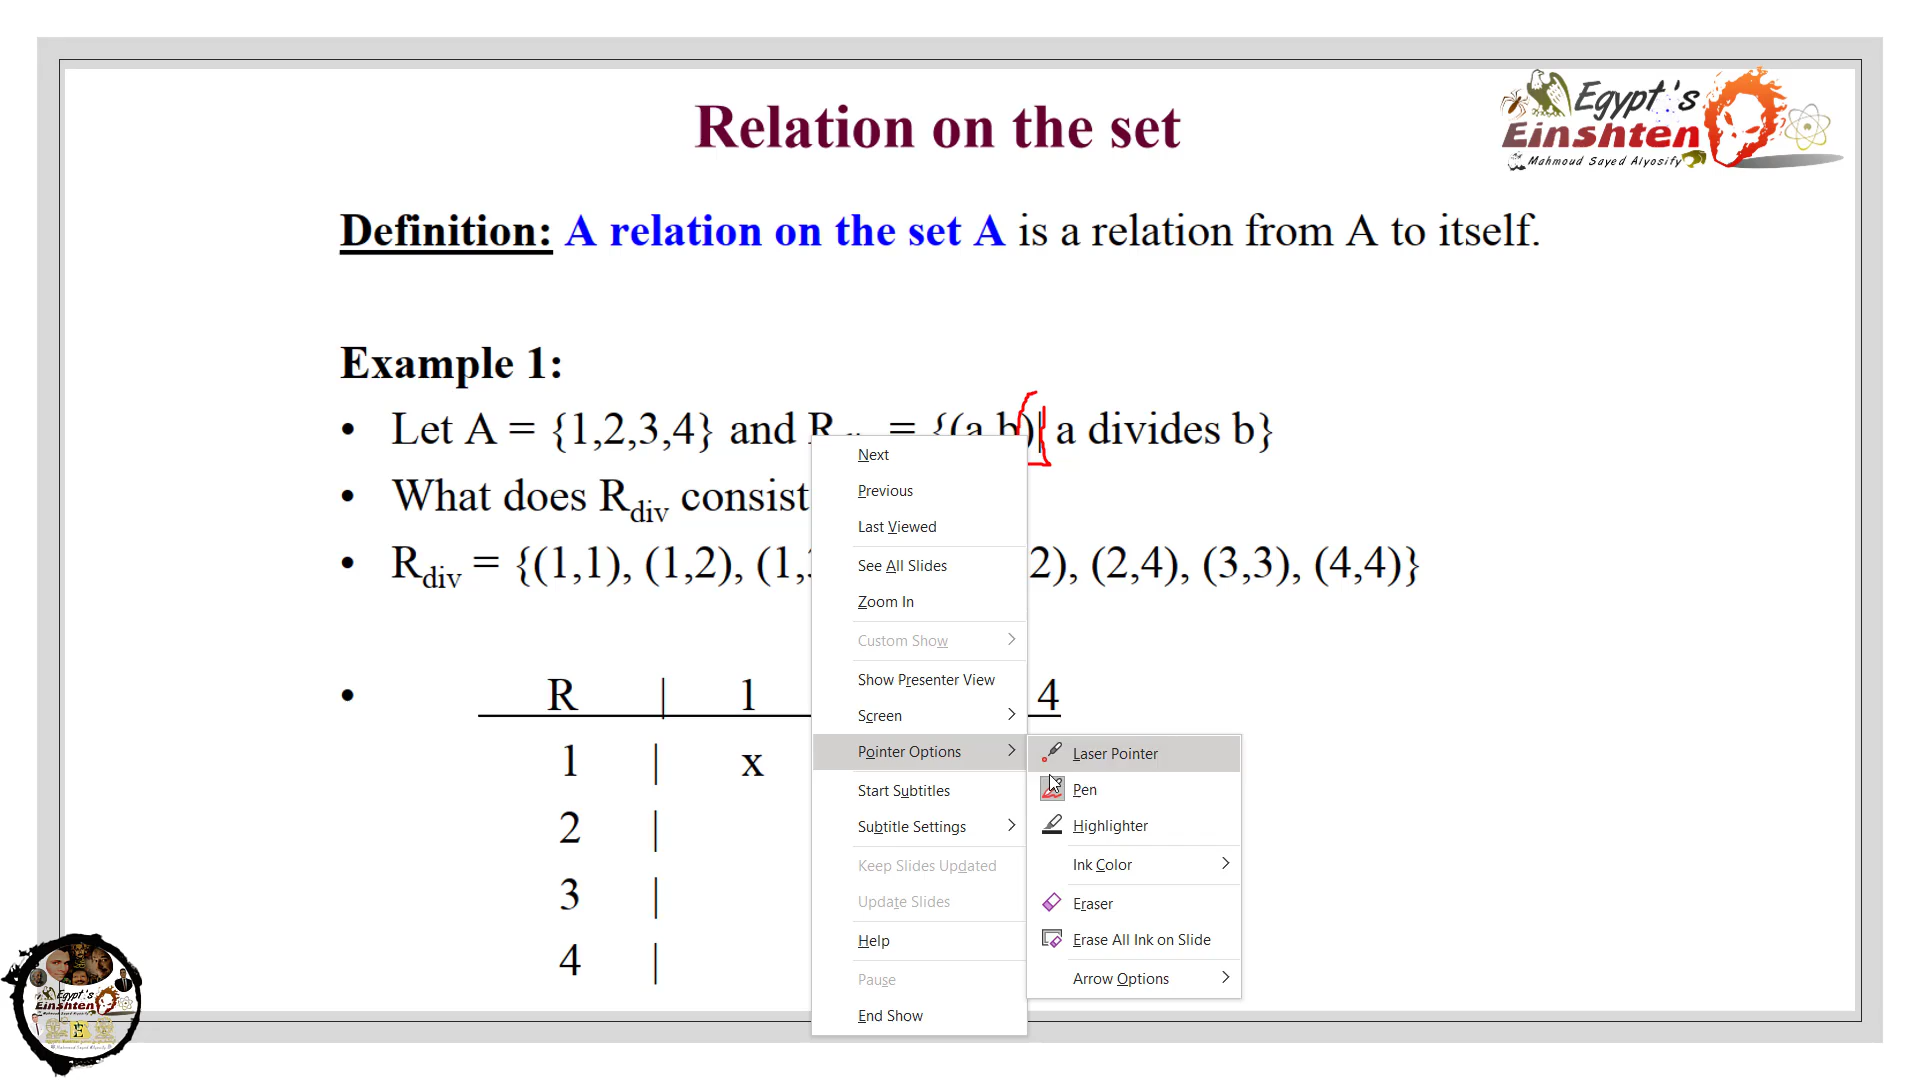 Relation on the set
Egypt's
Einshten
Mahmoud Sayed Alyosify
Definition: A relation on the set A is a relation from A to itself.
Example 1:
• Let A = {1,2,3,4} and R = {(a b)| a divides b}
• What does Rdiv consist
• Rdiv = {(1,1), (1,2), (1, 2), (2,4), (3,3), (4,4)}
• R | 1 4
1 | x
2 |
3 |
4 |
Next
Previous
Last Viewed
See All Slides
Zoom In
Custom Show
Show Presenter View
Screen
Pointer Options
Start Subtitles
Subtitle Settings
Keep Slides Updated
Update Slides
Help
Pause
End Show
Laser Pointer
Pen
Highlighter
Ink Color
Eraser
Erase All Ink on Slide
Arrow Options
Egypt's
Einshten